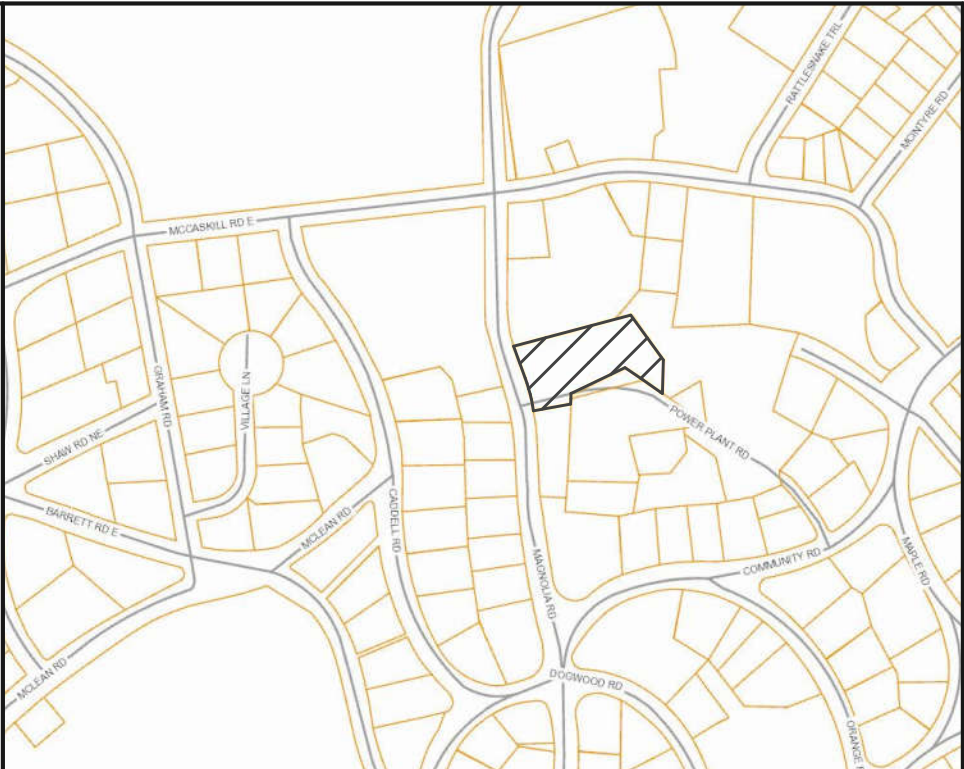 RATTLESNAKE TRL
MCINTYRE RD
MCCASKILL RD E
GRAHAM RD
VILLAGE LN
POWER PLANT RD
SHAW RD NE
BARRETT RD E
MCLEAN RD
CADDELL RD
MAGNOLIA RD
COMMUNITY RD
MAPLE RD
MCLEAN RD
DOGWOOD RD
ORANGE